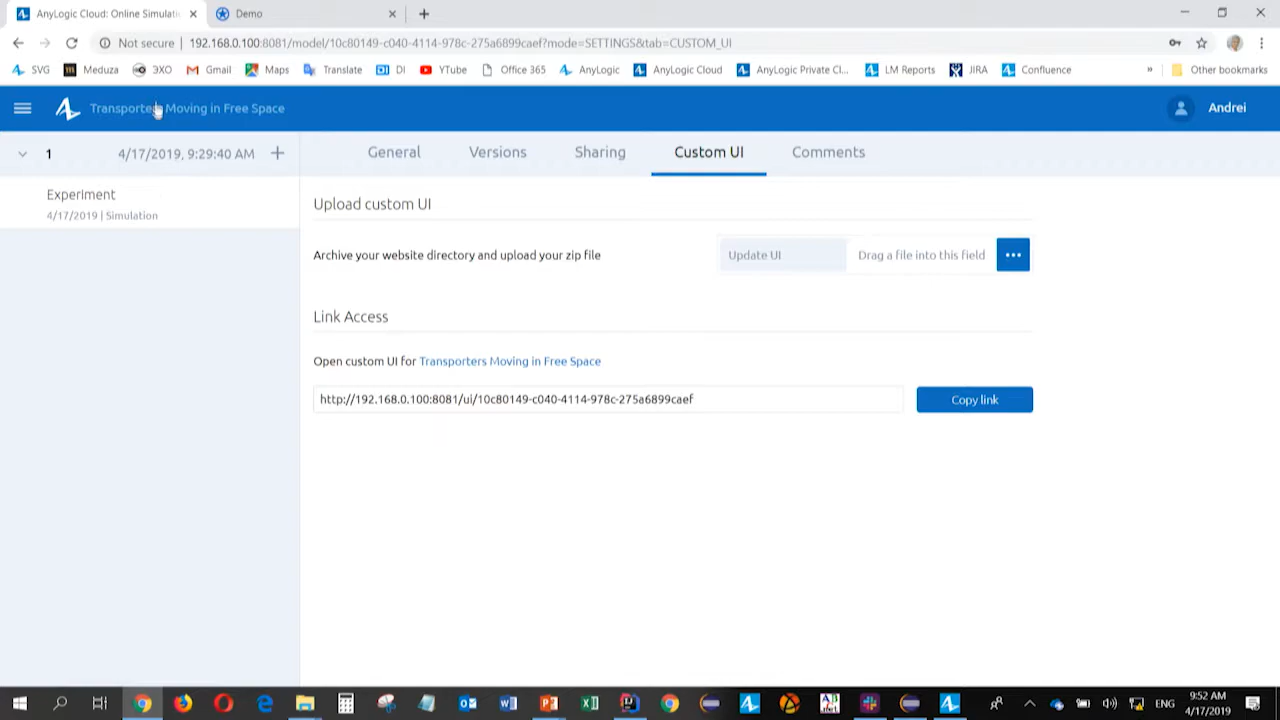 AnyLogic Cloud: Online Simulati
Demo
Not secure | 192.168.0.100:8081/model/10c80149-c040-4114-978c-275a6899caef?mode=SETTINGS&tab=CUSTOM_UI
SVG Meduza ЭХО Gmail Maps Translate DI YTube Office 365 AnyLogic AnyLogic Cloud AnyLogic Private Cl... LM Reports JIRA Confluence » Other bookmarks
Transporters Moving in Free Space
Andrei
1 4/17/2019, 9:29:40 AM
General Versions Sharing Custom UI Comments
Experiment
4/17/2019 | Simulation
Upload custom UI
Archive your website directory and upload your zip file
Update UI
Drag a file into this field
Link Access
Open custom UI for Transporters Moving in Free Space
http://192.168.0.100:8081/ui/10c80149-c040-4114-978c-275a6899caef
Copy link
ENG
9:52 AM
4/17/2019